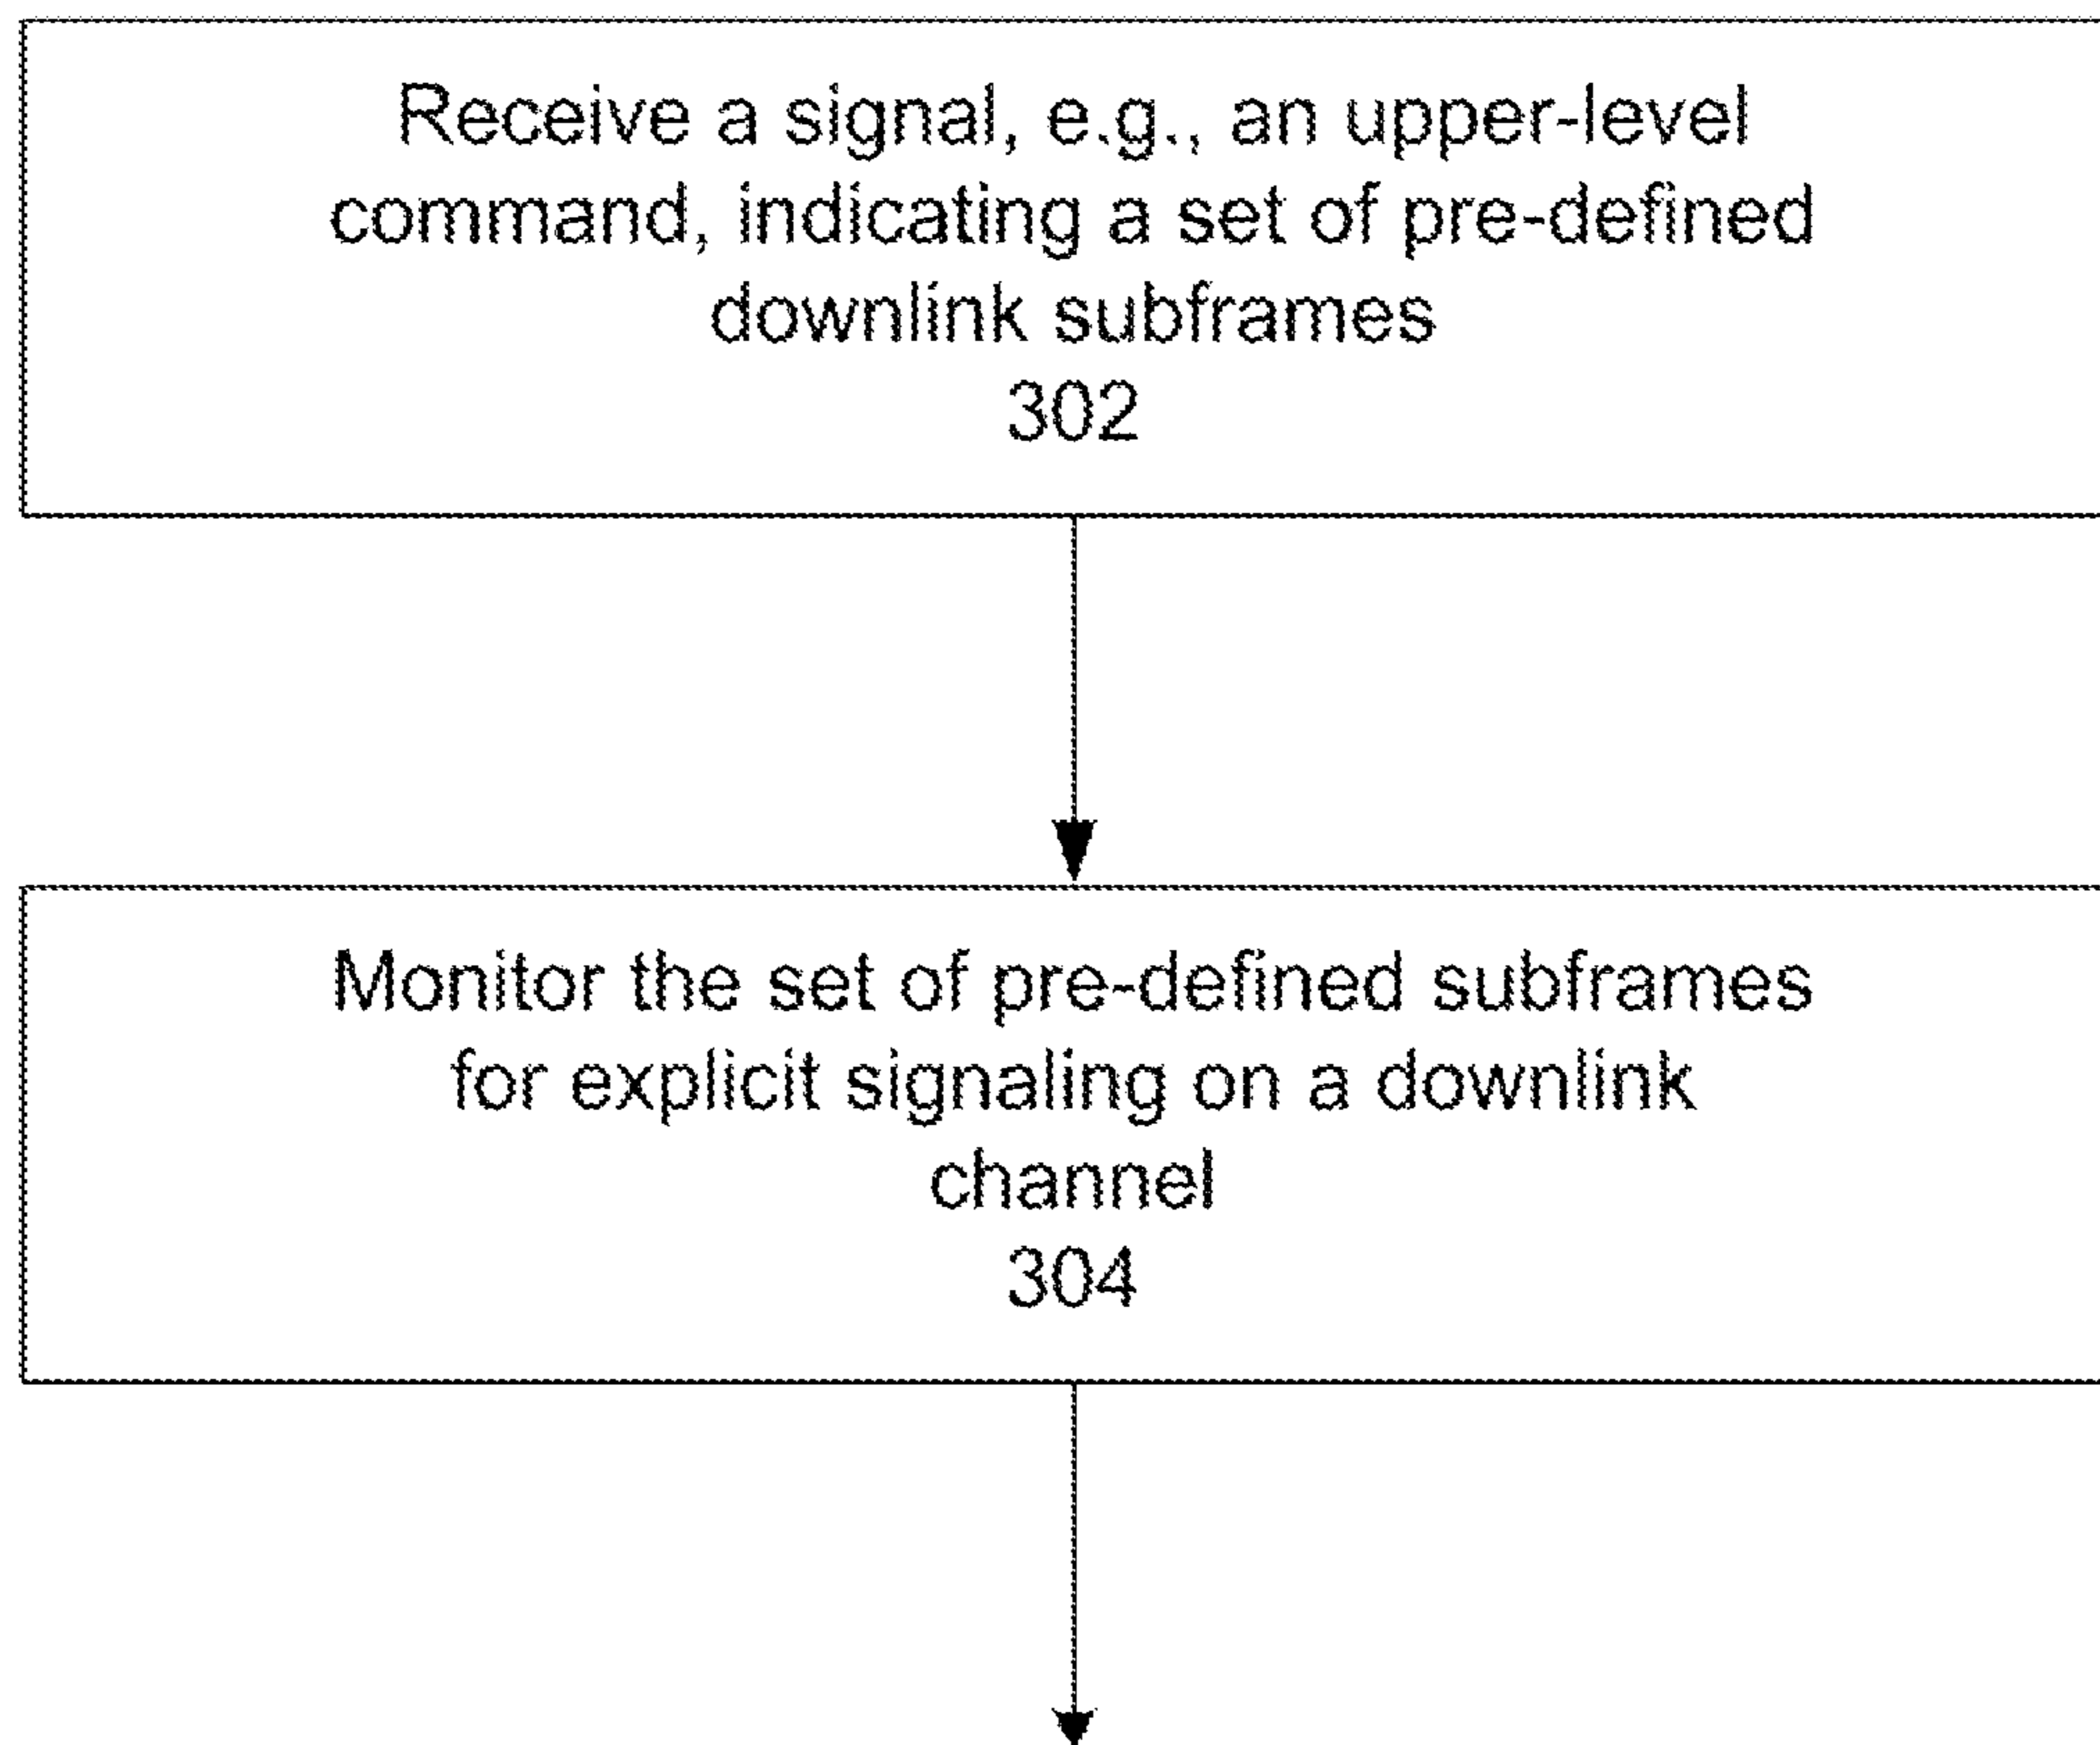 Receive a signal, e.g., an upper-level
command, indicating a set of pre-defined
downlink subframes
302
Monitor the set of pre-defined subframes
for explicit signaling on a downlink
channel
304